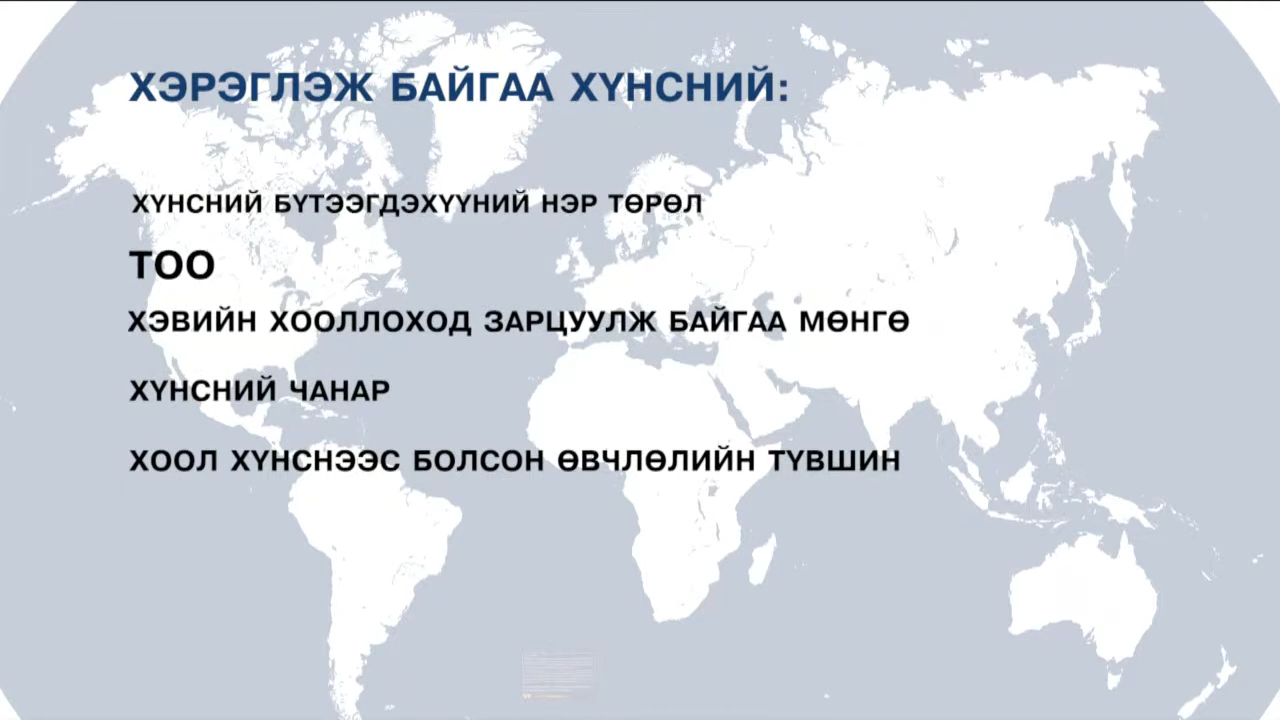 ХЭРЭГЛЭЖ БАЙГАА ХҮНСНИЙ:
ХҮНСНИЙ БҮТЭЭГДЭХҮҮНИЙ НЭР ТӨРӨЛ
ТОО
ХЭВИЙН ХООЛЛОХОД ЗАРЦУУЛЖ БАЙГАА МӨНГӨ
ХҮНСНИЙ ЧАНАР
ХООЛ ХҮНСНЭЭС БОЛСОН ӨВЧЛӨЛИЙН ТҮВШИН